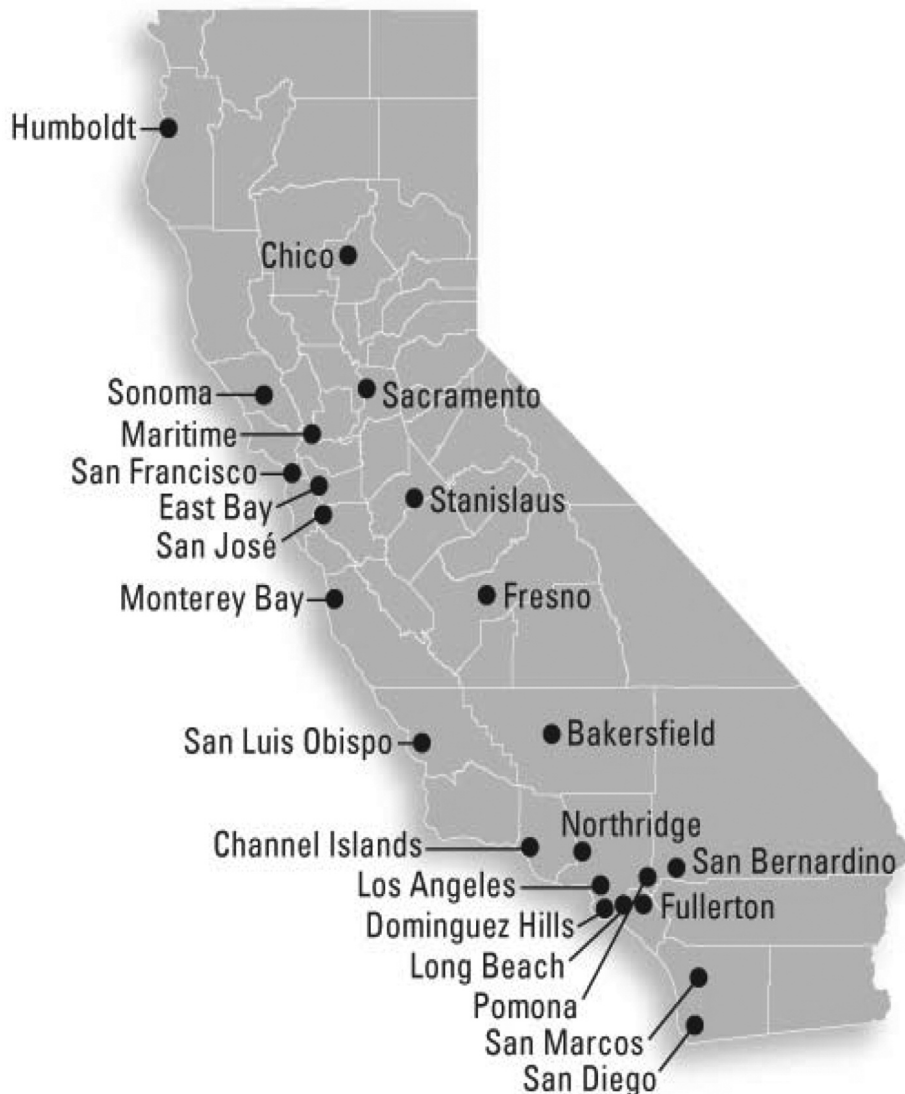 Humboldt
Chico
Sonoma
Sacramento
Maritime
San Francisco
East Bay
Stanislaus
San José
Monterey Bay
Fresno
San Luis Obispo
Bakersfield
Channel Islands
Northridge
San Bernardino
Los Angeles
Fullerton
Dominguez Hills
Long Beach
Pomona
San Marcos
San Diego